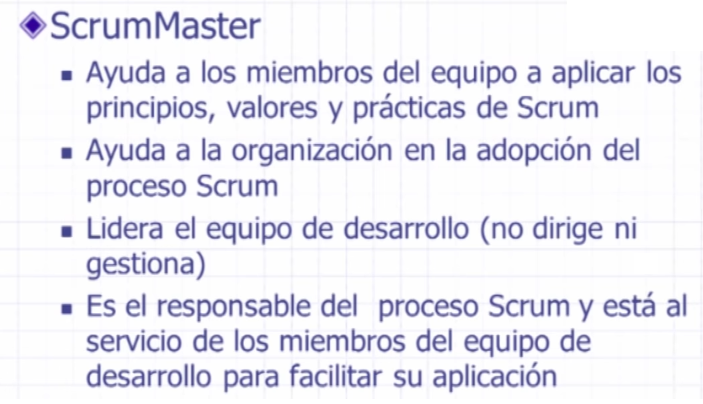 ScrumMaster
Ayuda a los miembros del equipo a aplicar los
principios, valores y prácticas de Scrum
Ayuda a la organización en la adopción del
proceso Scrum
Lidera el equipo de desarrollo (no dirige ni
gestiona)
Es el responsable del proceso Scrum y está al
servicio de los miembros del equipo de
desarrollo para facilitar su aplicación